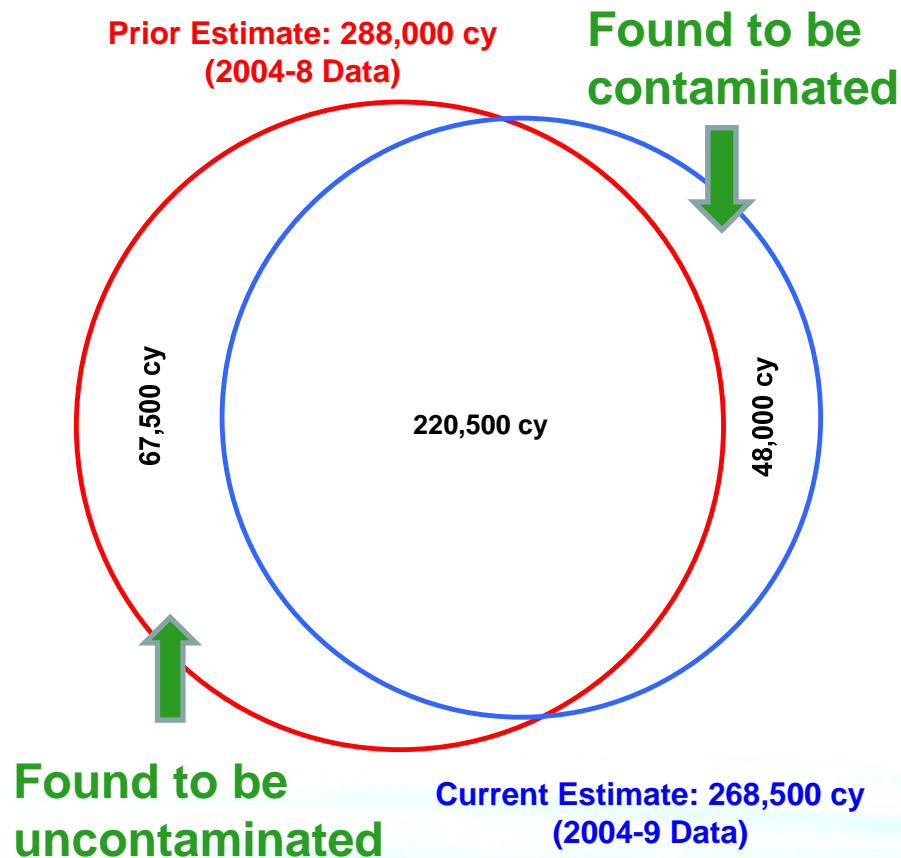 Prior Estimate: 288,000 cy
(2004-8 Data)
Found to be
contaminated
67,500 cy
220,500 cy
48,000 cy
Found to be
uncontaminated
Current Estimate: 268,500 cy
(2004-9 Data)